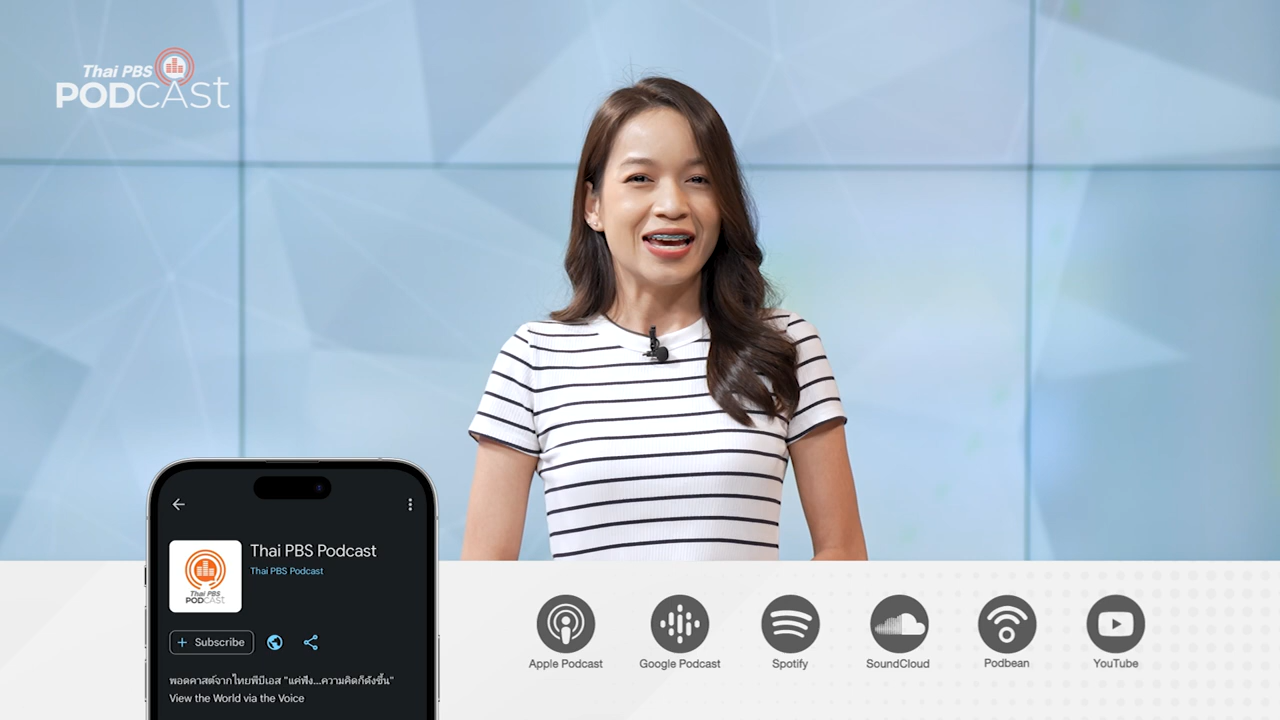 Thai PBS
PODCAST
Thai PBS Podcast
Thai PBS Podcast
Thai PBS
PODCAST
+ Subscribe
พอดคาสต์จากไทยพีบีเอส "แค่ฟัง...ความคิดก็ดังขึ้น"
View the World via the Voice
Apple Podcast
Google Podcast
Spotify
SoundCloud
Podbean
YouTube